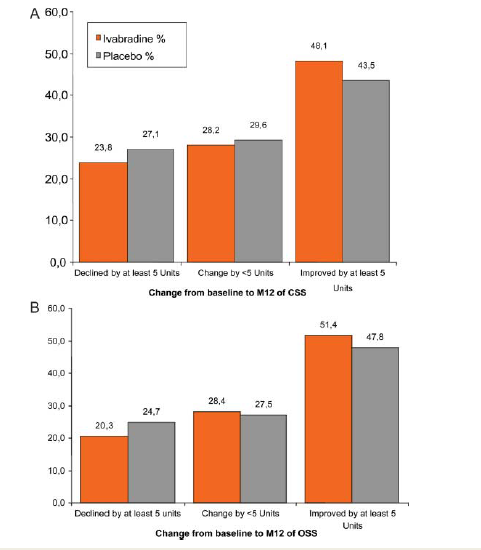 A
60,0
50,0
40,0
30,0
20,0
10,0
0,0
Ivabradine %
Placebo %
23,8
27,1
28,2
29,6
48,1
43,5
Declined by at least 5 Units
Change by <5 Units
Improved by at least 5
Units
Change from baseline to M12 of CSS
B
60,0
50,0
40,0
30,0
20,0
10,0
0,0
20,3
24,7
28,4
27,5
51,4
47,8
Declined by at least 5 units
Change by <5 Units
Improved by at least 5
Units
Change from baseline to M12 of OSS